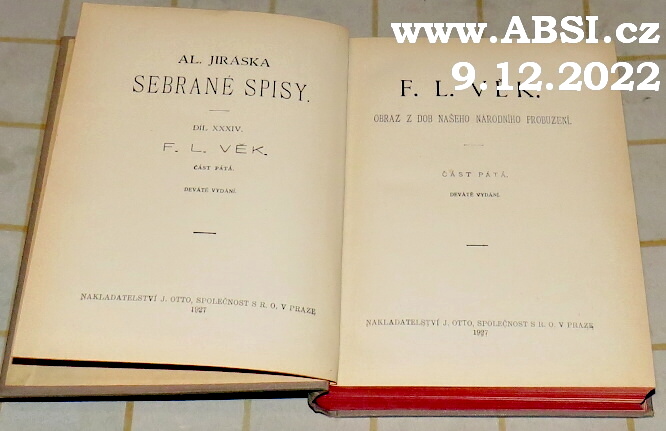 AL. JIRÁSKA
SEBRANÉ SPISY.
DÍL XXXIV.
F. L. VĚK.
ČÁST PÁTÁ.
DEVÁTÉ VYDÁNÍ.
NAKLADATELSTVÍ J. OTTO, SPOLEČNOST S R. O. V PRAZE
1927
www.ABSI.cz
9.12.2022
F. L. VĚK.
OBRAZ Z DOB NAŠEHO NÁRODNÍHO PROBUZENÍ.
ČÁST PÁTÁ.
DEVÁTÉ VYDÁNÍ.
NAKLADATELSTVÍ J. OTTO, SPOLEČNOST S R. O. V PRAZE
1927